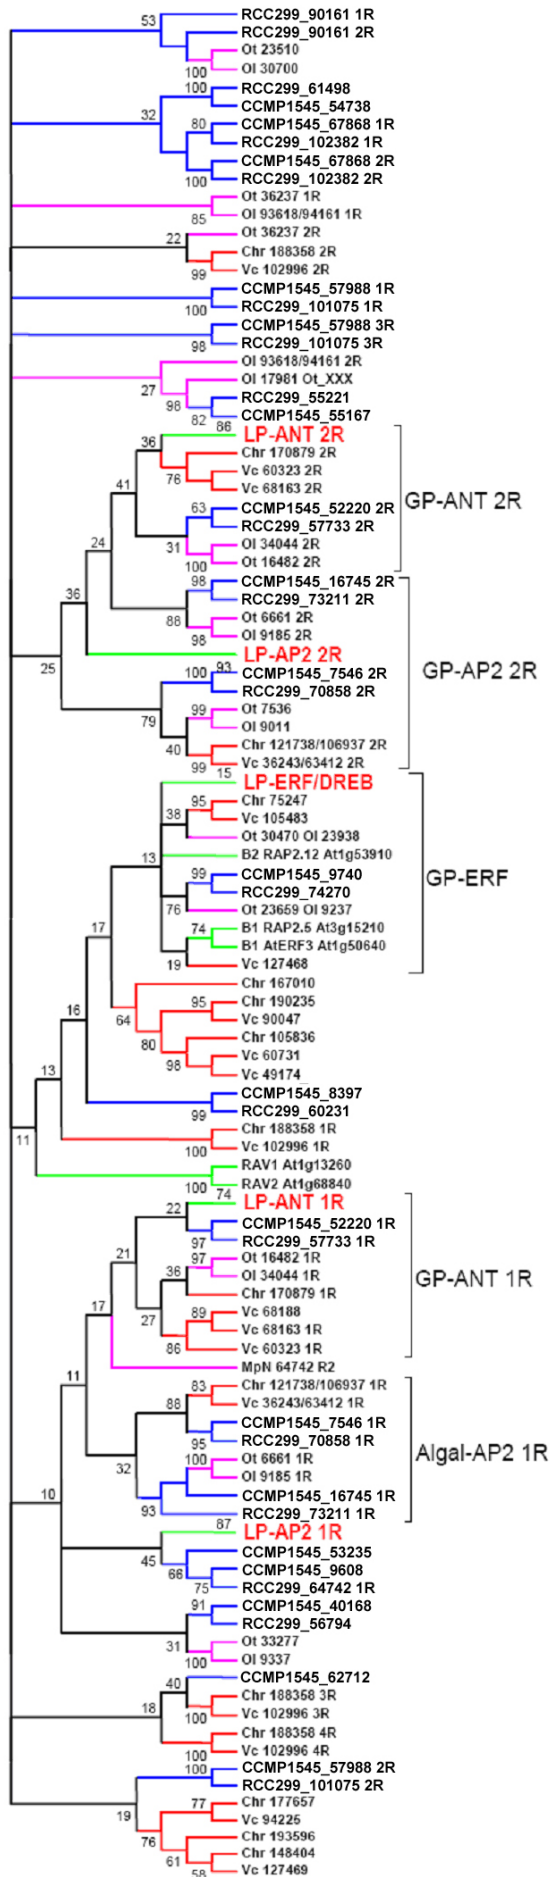 53
RCC299_90161 1R
RCC299_90161 2R
Ot 23510
100
Ol 30700
100
RCC299_61498
CCMP1545_54738
32
80
CCMP1545_67868 1R
RCC299_102382 1R
CCMP1545_67868 2R
100
RCC299_102382 2R
Ot 36237 1R
85
Ol 93618/94161 1R
Ot 36237 2R
22
Chr 188358 2R
99
Vc 102996 2R
CCMP1545_57988 1R
100
RCC299_101075 1R
CCMP1545_57988 3R
98
RCC299_101075 3R
Ol 93618/94161 2R
27
Ol 17981 Ot_XXX
98
RCC299_55221
82
CCMP1545_55167
86
LP-ANT 2R
36
Chr 170879 2R
76
Vc 60323 2R
41
Vc 68163 2R
GP-ANT 2R
63
CCMP1545_52220 2R
RCC299_57733 2R
24
31
Ol 34044 2R
100
Ot 16482 2R
98
CCMP1545_16745 2R
36
RCC299_73211 2R
88
Ot 6661 2R
98
Ol 9185 2R
25
LP-AP2 2R
GP-AP2 2R
100
93
CCMP1545_7546 2R
RCC299_70858 2R
79
99
Ot 7536
Ol 9011
40
Chr 121738/106937 2R
99
Vc 36243/63412 2R
15
LP-ERF/DREB
95
Chr 75247
38
Vc 105483
Ot 30470 Ol 23938
13
B2 RAP2.12 At1g53910
99
CCMP1545_9740
GP-ERF
RCC299_74270
76
Ot 23659 Ol 9237
17
74
B1 RAP2.5 At3g15210
B1 AtERF3 At1g50640
19
Vc 127468
Chr 167010
64
95
Chr 190235
16
Vc 90047
80
Chr 105836
98
Vc 60731
Vc 49174
13
CCMP1545_8397
99
RCC299_60231
11
Chr 188358 1R
100
Vc 102996 1R
RAV1 At1g13260
100
RAV2 At1g68840
74
LP-ANT 1R
22
CCMP1545_52220 1R
97
RCC299_57733 1R
21
97
Ot 16482 1R
36
Ol 34044 1R
GP-ANT 1R
Chr 170879 1R
17
27
89
Vc 68188
Vc 68163 1R
86
Vc 60323 1R
MpN 64742 R2
11
83
Chr 121738/106937 1R
88
Vc 36243/63412 1R
CCMP1545_7546 1R
95
RCC299_70858 1R
Algal-AP2 1R
32
100
Ot 6661 1R
Ol 9185 1R
10
CCMP1545_16745 1R
93
RCC299_73211 1R
87
LP-AP2 1R
45
CCMP1545_53235
66
CCMP1545_9608
75
RCC299_64742 1R
91
CCMP1545_40168
RCC299_56794
31
Ot 33277
100
Ol 9337
40
CCMP1545_62712
Chr 188358 3R
18
100
Vc 102996 3R
Chr 188358 4R
100
Vc 102996 4R
100
CCMP1545_57988 2R
RCC299_101075 2R
19
77
Chr 177657
Vc 94225
76
Chr 193596
61
Chr 148404
58
Vc 127469